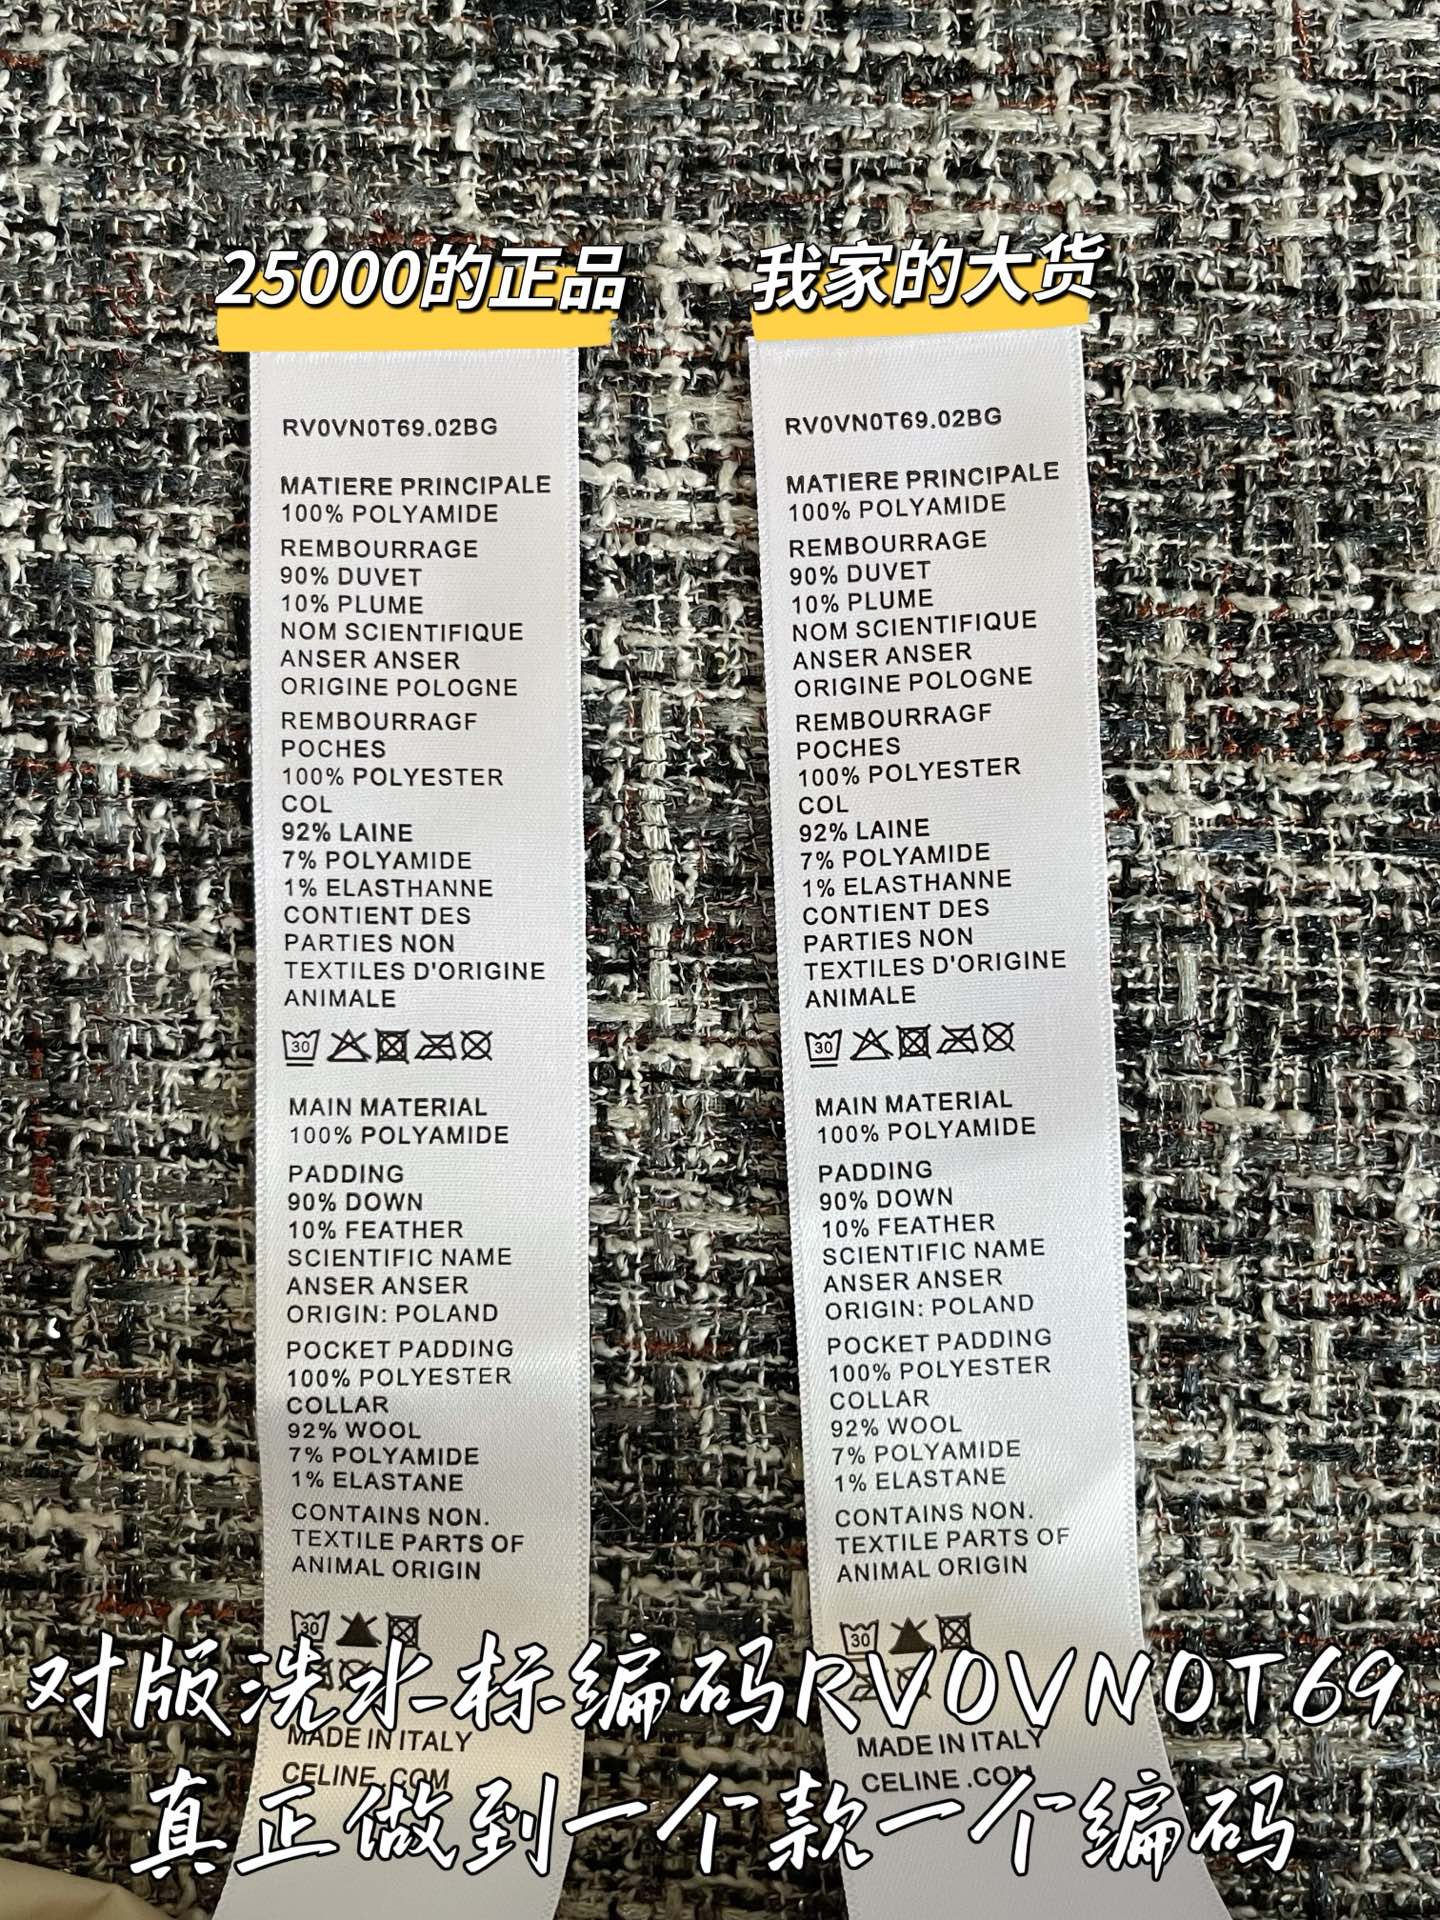 25000的正品
我家的大货
RV0VN0T69.02BG
MATIERE PRINCIPALE
100% POLYAMIDE
REMBOURRAGE
90% DUVET
10% PLUME
NOM SCIENTIFIQUE
ANSER ANSER
ORIGINE POLOGNE
REMBOURRAGF
POCHES
100% POLYESTER
COL
92% LAINE
7% POLYAMIDE
1% ELASTHANNE
CONTIENT DES
PARTIES NON
TEXTILES D'ORIGINE
ANIMALE
30
MAIN MATERIAL
100% POLYAMIDE
PADDING
90% DOWN
10% FEATHER
SCIENTIFIC NAME
ANSER ANSER
ORIGIN: POLAND
POCKET PADDING
100% POLYESTER
COLLAR
92% WOOL
7% POLYAMIDE
1% ELASTANE
CONTAINS NON.
TEXTILE PARTS OF
ANIMAL ORIGIN
30
MADE IN ITALY
CELINE .COM
RV0VN0T69.02BG
MATIERE PRINCIPALE
100% POLYAMIDE
REMBOURRAGE
90% DUVET
10% PLUME
NOM SCIENTIFIQUE
ANSER ANSER
ORIGINE POLOGNE
REMBOURRAGF
POCHES
100% POLYESTER
COL
92% LAINE
7% POLYAMIDE
1% ELASTHANNE
CONTIENT DES
PARTIES NON
TEXTILES D'ORIGINE
ANIMALE
30
MAIN MATERIAL
100% POLYAMIDE
PADDING
90% DOWN
10% FEATHER
SCIENTIFIC NAME
ANSER ANSER
ORIGIN: POLAND
POCKET PADDING
100% POLYESTER
COLLAR
92% WOOL
7% POLYAMIDE
1% ELASTANE
CONTAINS NON.
TEXTILE PARTS OF
ANIMAL ORIGIN
30
MADE IN ITALY
CELINE .COM
对版洗水标编码RV0VN0T69
真正做到一个款一个编码